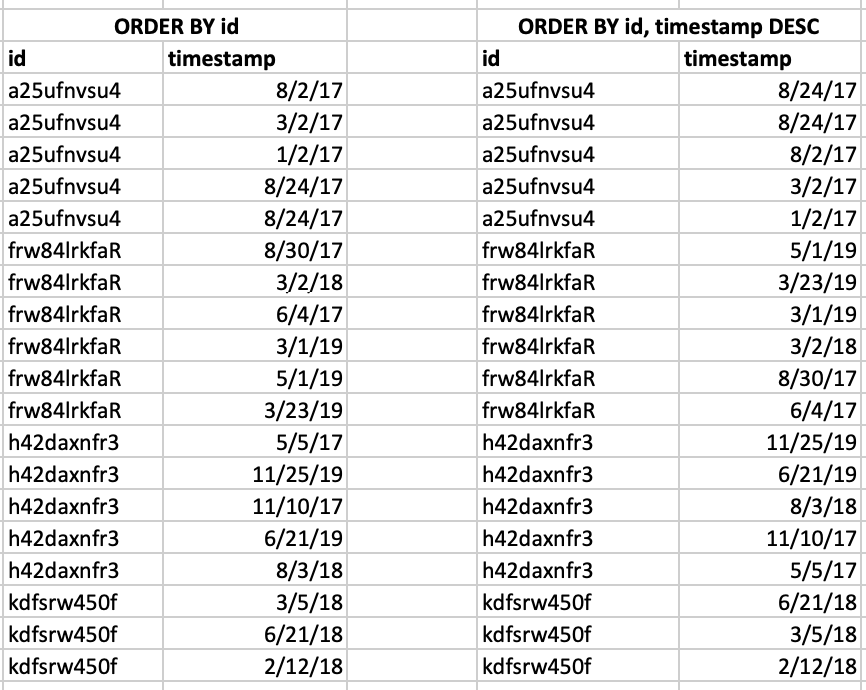 ORDER BY id ORDER BY id, timestamp DESC
id timestamp id timestamp
a25ufnvsu4 8/2/17 a25ufnvsu4 8/24/17
a25ufnvsu4 3/2/17 a25ufnvsu4 8/24/17
a25ufnvsu4 1/2/17 a25ufnvsu4 8/2/17
a25ufnvsu4 8/24/17 a25ufnvsu4 3/2/17
a25ufnvsu4 8/24/17 a25ufnvsu4 1/2/17
frw84lrkfaR 8/30/17 frw84lrkfaR 5/1/19
frw84lrkfaR 3/2/18 frw84lrkfaR 3/23/19
frw84lrkfaR 6/4/17 frw84lrkfaR 3/1/19
frw84lrkfaR 3/1/19 frw84lrkfaR 3/2/18
frw84lrkfaR 5/1/19 frw84lrkfaR 8/30/17
frw84lrkfaR 3/23/19 frw84lrkfaR 6/4/17
h42daxnfr3 5/5/17 h42daxnfr3 11/25/19
h42daxnfr3 11/25/19 h42daxnfr3 6/21/19
h42daxnfr3 11/10/17 h42daxnfr3 8/3/18
h42daxnfr3 6/21/19 h42daxnfr3 11/10/17
h42daxnfr3 8/3/18 h42daxnfr3 5/5/17
kdfsrw450f 3/5/18 kdfsrw450f 6/21/18
kdfsrw450f 6/21/18 kdfsrw450f 3/5/18
kdfsrw450f 2/12/18 kdfsrw450f 2/12/18